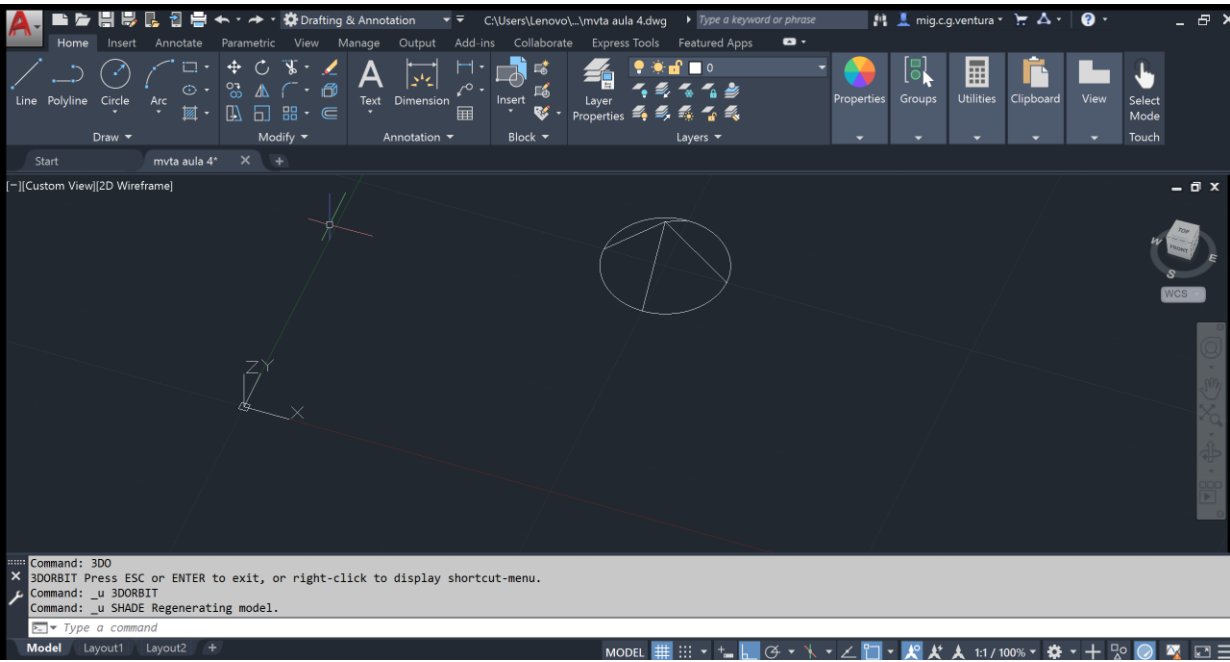 A Drafting & Annotation C:\Users\Lenovo\...\mvta aula 4.dwg Type a keyword or phrase mig.c.g.ventura ?
Home Insert Annotate Parametric View Manage Output Add-ins Collaborate Express Tools Featured Apps
0
Line Polyline Circle Arc
A
Text Dimension
Insert
Layer
Properties
Properties Groups Utilities Clipboard View Select
Mode
Draw Modify Annotation Block Layers Touch
Start mvta aula 4* +
[−][Custom View][2D Wireframe]
TOP
FRONT
W E
S
WCS
Z Y
X
Command: 3DO
3DORBIT Press ESC or ENTER to exit, or right-click to display shortcut-menu.
Command: _u 3DORBIT
Command: _u SHADE Regenerating model.
Type a command
Model Layout1 Layout2 + MODEL 1:1 / 100%